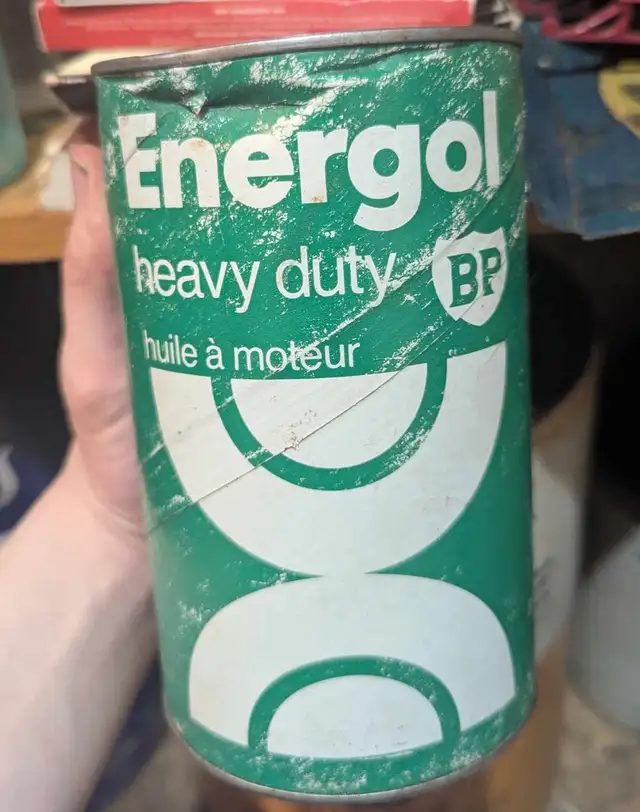 Energol
heavy duty
BP
huile à moteur